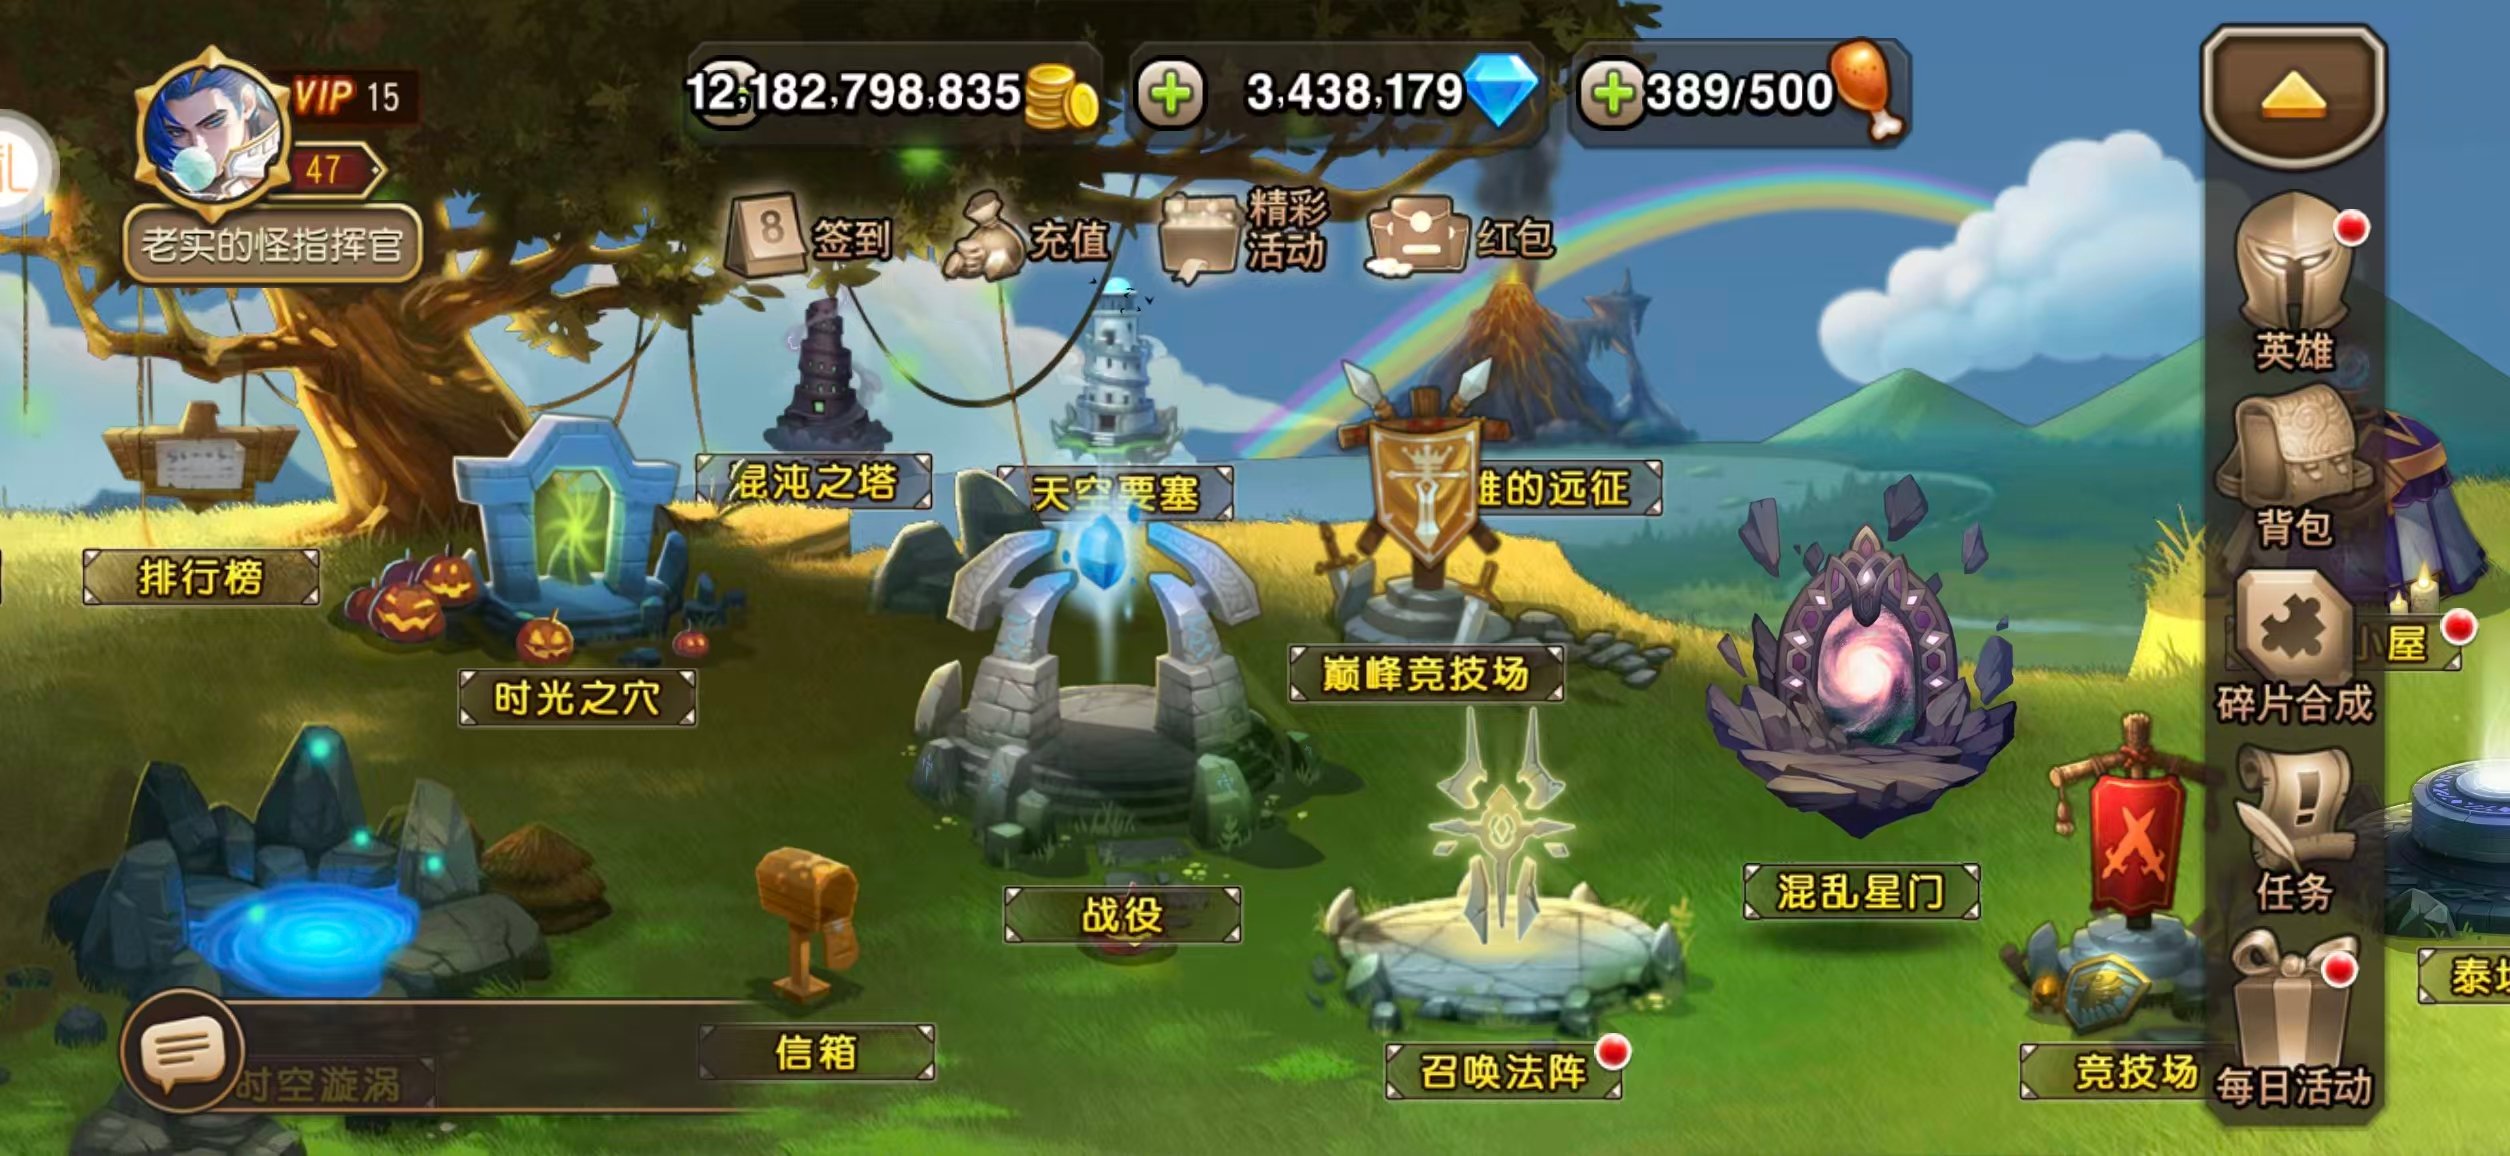 VIP 15
47
老实的怪指挥官
12,182,798,835
3,438,179
389/500
8
签到
充值
精彩
活动
红包
英雄
背包
碎片合成
任务
每日活动
混沌之塔
天空要塞
雄的远征
排行榜
时光之穴
巅峰竞技场
小屋
战役
混乱星门
信箱
召唤法阵
竞技场
时空漩涡